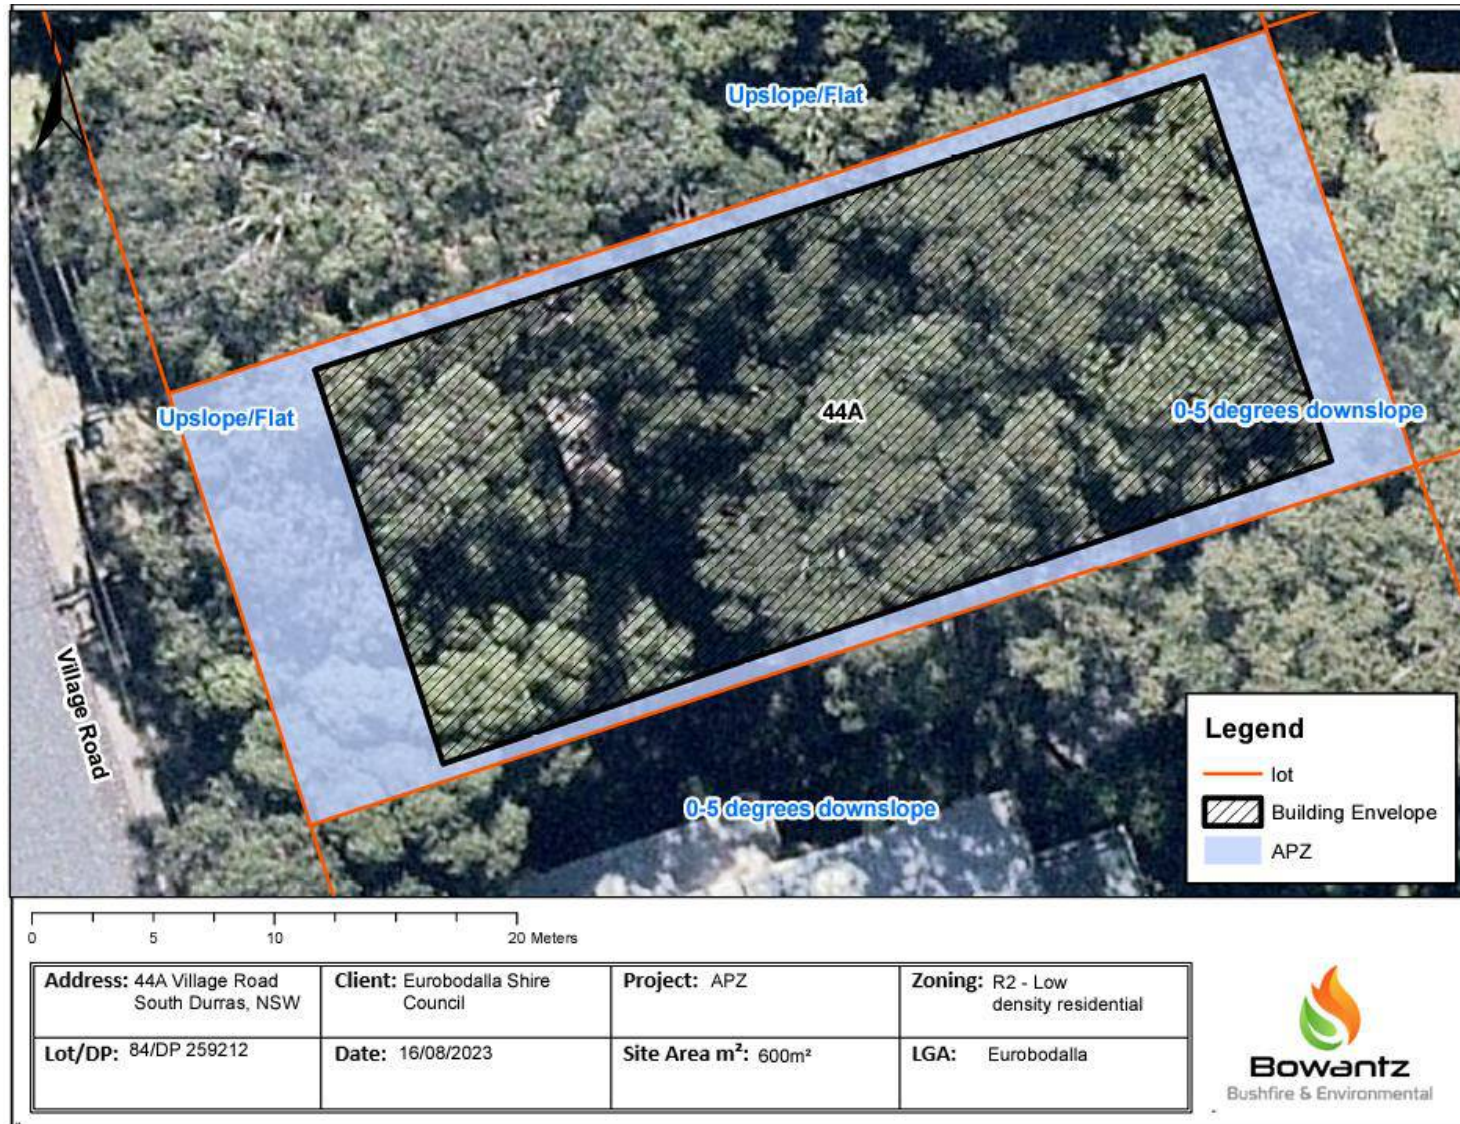 Upslope/Flat
Upslope/Flat
44A
0-5 degrees downslope
Village Road
0-5 degrees downslope
Legend
lot
Building Envelope
APZ
0 5 10 20 Meters
Address: 44A Village Road
South Durras, NSW
Client: Eurobodalla Shire
Council
Project: APZ
Zoning: R2 - Low
density residential
Lot/DP: 84/DP 259212
Date: 16/08/2023
Site Area m²: 600m²
LGA: Eurobodalla
Bowantz
Bushfire & Environmental